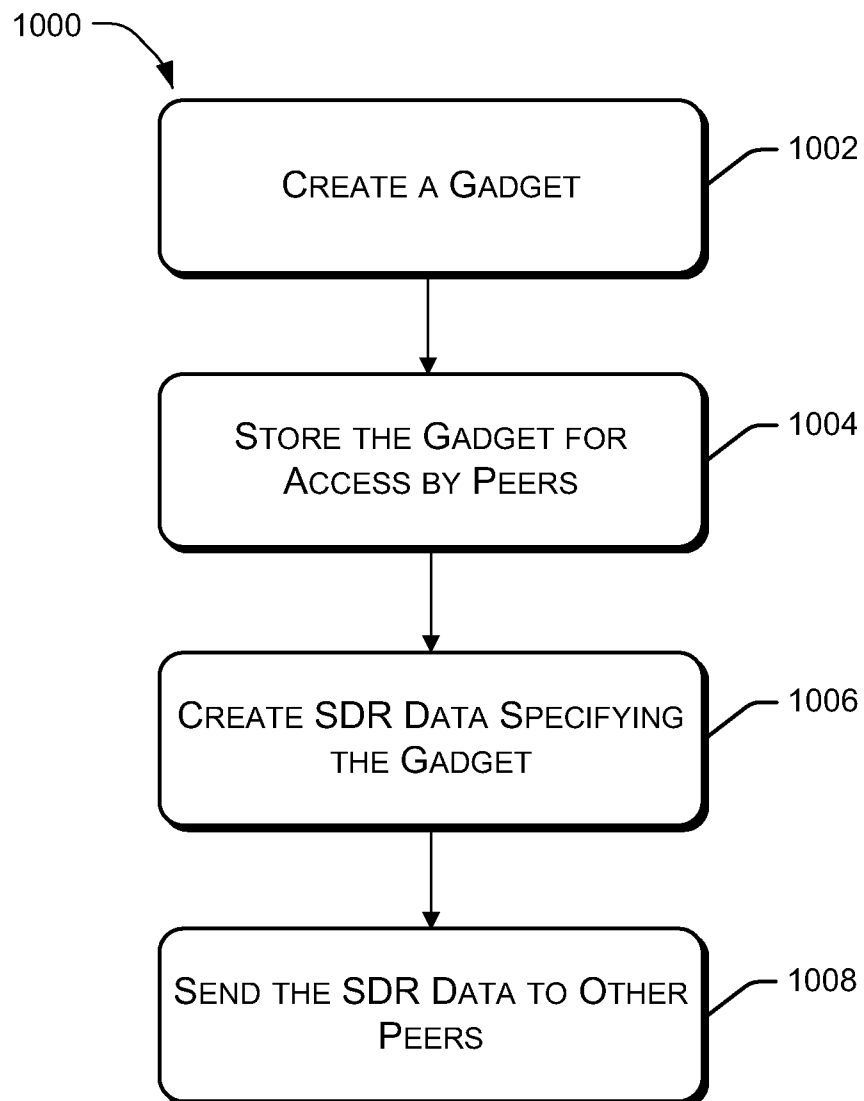 1000
CREATE A GADGET
1002
STORE THE GADGET FOR
ACCESS BY PEERS
1004
CREATE SDR DATA SPECIFYING
THE GADGET
1006
SEND THE SDR DATA TO OTHER
PEERS
1008